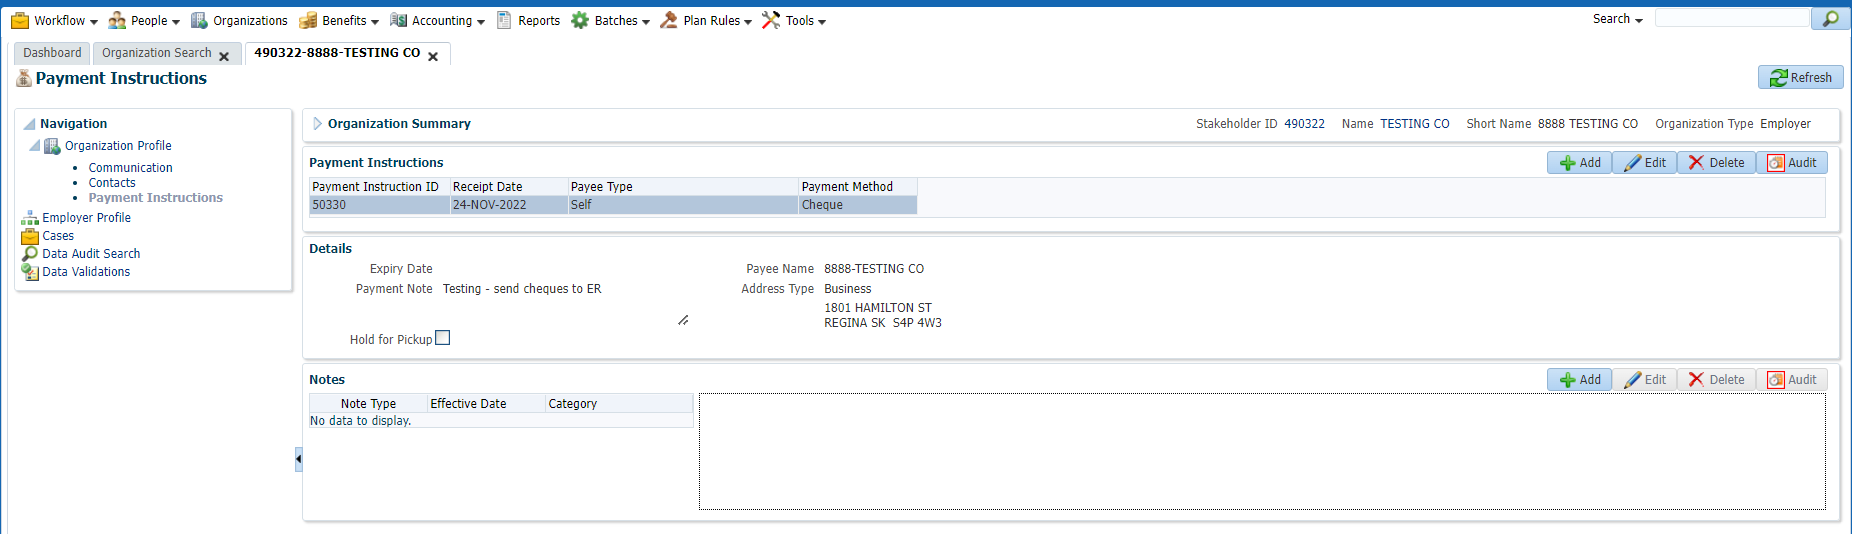 Workflow People Organizations Benefits Accounting Reports Batches Plan Rules Tools Search
Dashboard Organization Search 490322-8888-TESTING CO
Payment Instructions Refresh
Navigation
Organization Profile
Communication
Contacts
Payment Instructions
Employer Profile
Cases
Data Audit Search
Data Validations
Organization Summary Stakeholder ID 490322 Name TESTING CO Short Name 8888 TESTING CO Organization Type Employer
Payment Instructions Add Edit Delete Audit
Payment Instruction ID Receipt Date Payee Type Payment Method
50330 24-NOV-2022 Self Cheque
Details
Expiry Date Payee Name 8888-TESTING CO
Payment Note Testing - send cheques to ER Address Type Business
1801 HAMILTON ST
REGINA SK S4P 4W3
Hold for Pickup
Notes Add Edit Delete Audit
Note Type Effective Date Category
No data to display.